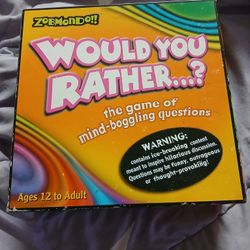 ZOBMONDO!!
WOULD YOU
RATHER...?
the game of
mind-boggling questions
WARNING:
contains ice-breaking content
meant to inspire hilarious discussion.
Questions may be funny, outrageous
or thought-provoking!
Ages 12 to Adult